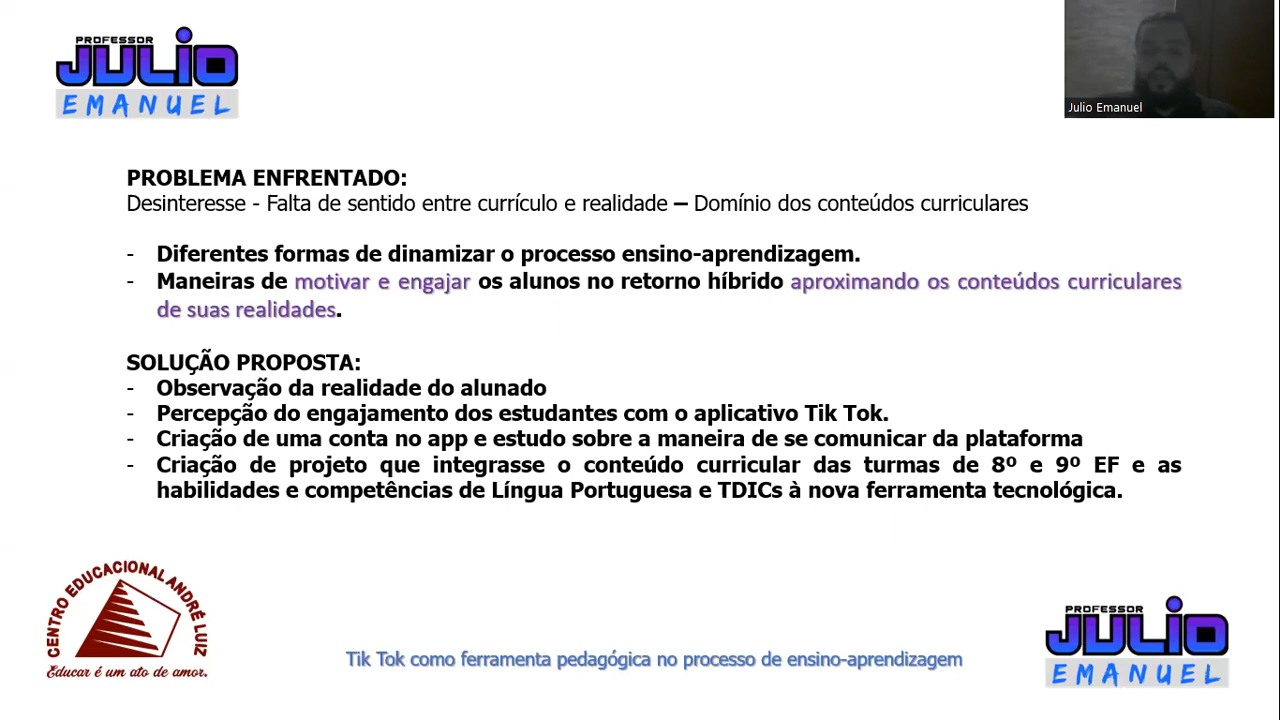 PROFESSOR
JULIO
EMANUEL
Julio Emanuel
PROBLEMA ENFRENTADO:
Desinteresse - Falta de sentido entre currículo e realidade – Domínio dos conteúdos curriculares
- Diferentes formas de dinamizar o processo ensino-aprendizagem.
- Maneiras de motivar e engajar os alunos no retorno híbrido aproximando os conteúdos curriculares
de suas realidades.
SOLUÇÃO PROPOSTA:
- Observação da realidade do alunado
- Percepção do engajamento dos estudantes com o aplicativo Tik Tok.
- Criação de uma conta no app e estudo sobre a maneira de se comunicar da plataforma
- Criação de projeto que integrasse o conteúdo curricular das turmas de 8º e 9º EF e as
habilidades e competências de Língua Portuguesa e TDICs à nova ferramenta tecnológica.
CENTRO EDUCACIONAL ANDRÉ LUIZ
Educar é um ato de amor.
Tik Tok como ferramenta pedagógica no processo de ensino-aprendizagem
PROFESSOR
JULIO
EMANUEL